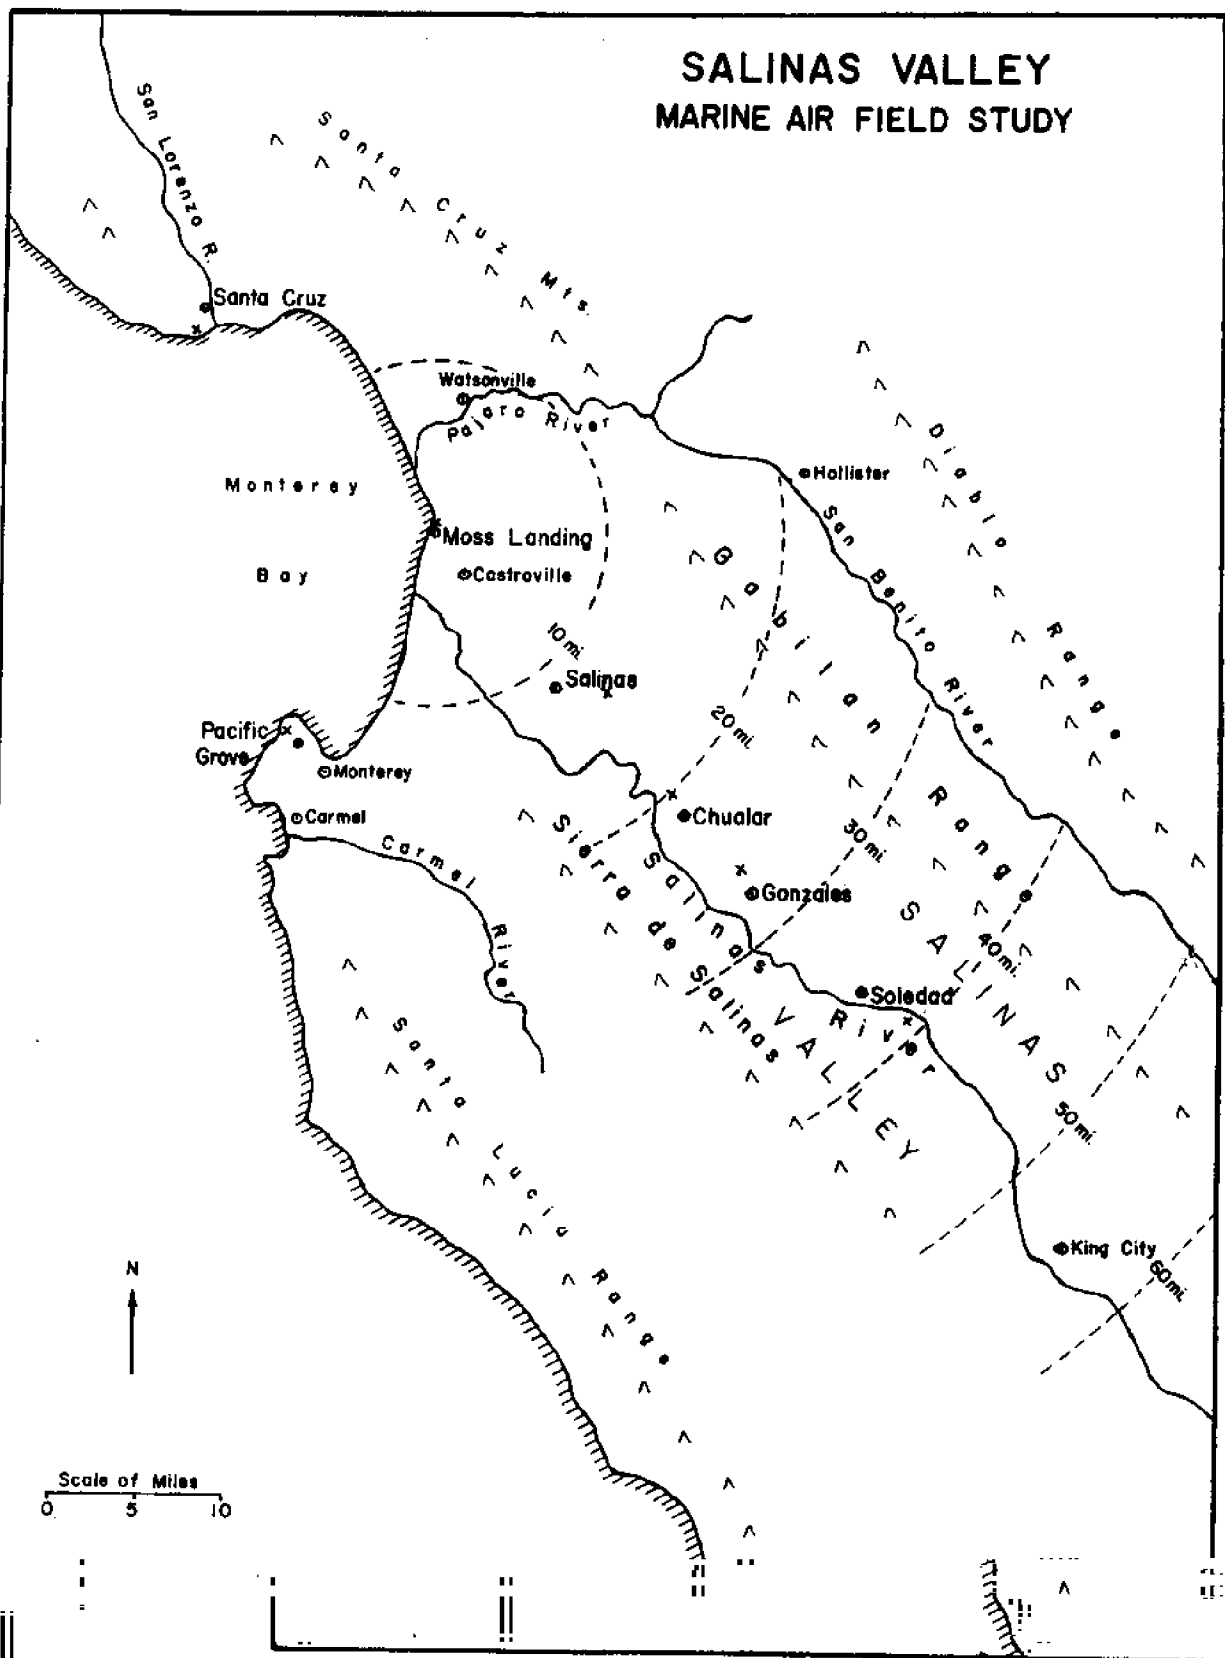 SALINAS VALLEY
MARINE AIR FIELD STUDY
San Lorenzo R.
Santa Cruz Mts.
Santa Cruz
Watsonville
Pajaro River
Diablo Range
Hollister
Monterey
Bay
Moss Landing
Castroville
San Benito River
Gabilan Range
10 mi.
Salinas
20 mi.
Pacific
Grove
Monterey
Carmel
Carmel River
Chualar
30 mi.
Gonzales
Sierra de Salinas
Salinas River
40 mi.
Soledad
SALINAS
VALLEY
50 mi.
Santa Lucia Range
King City
60 mi.
N
Scale of Miles
0 5 10